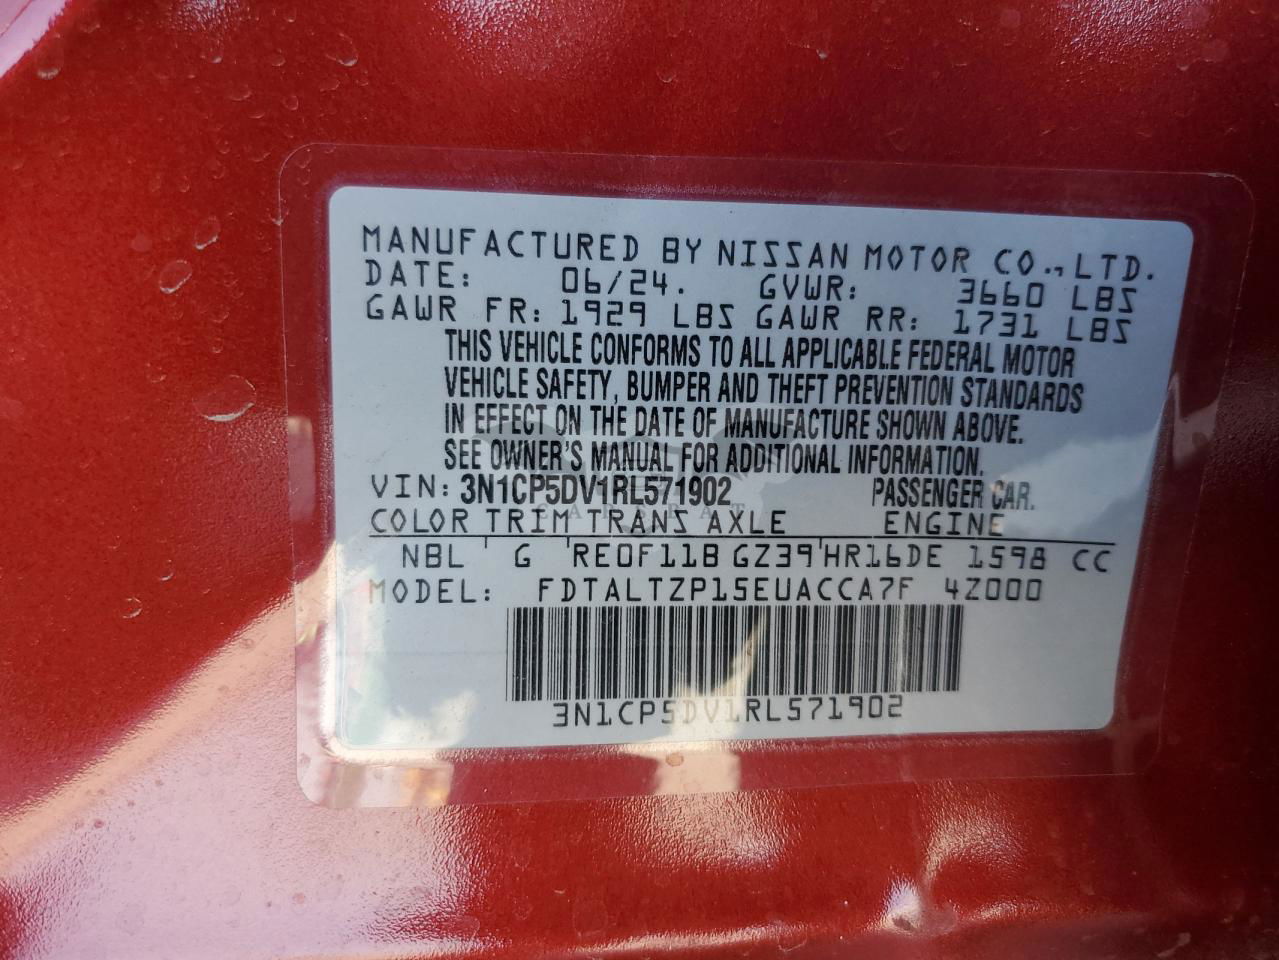 MANUFACTURED BY NISSAN MOTOR CO., LTD.
DATE: 06/24. GVWR: 3660 LBS
GAWR FR: 1929 LBS GAWR RR: 1731 LBS
THIS VEHICLE CONFORMS TO ALL APPLICABLE FEDERAL MOTOR
VEHICLE SAFETY, BUMPER AND THEFT PREVENTION STANDARDS
IN EFFECT ON THE DATE OF MANUFACTURE SHOWN ABOVE.
SEE OWNER'S MANUAL FOR ADDITIONAL INFORMATION.
VIN: 3N1CP5DV1RL571902 PASSENGER CAR.
COLOR TRIM TRANS AXLE ENGINE
NBL G RE0F11B GZ39 HR16DE 1598 CC
MODEL: FDTALTZP15EUACCA7F 4Z000
3N1CP5DV1RL571902